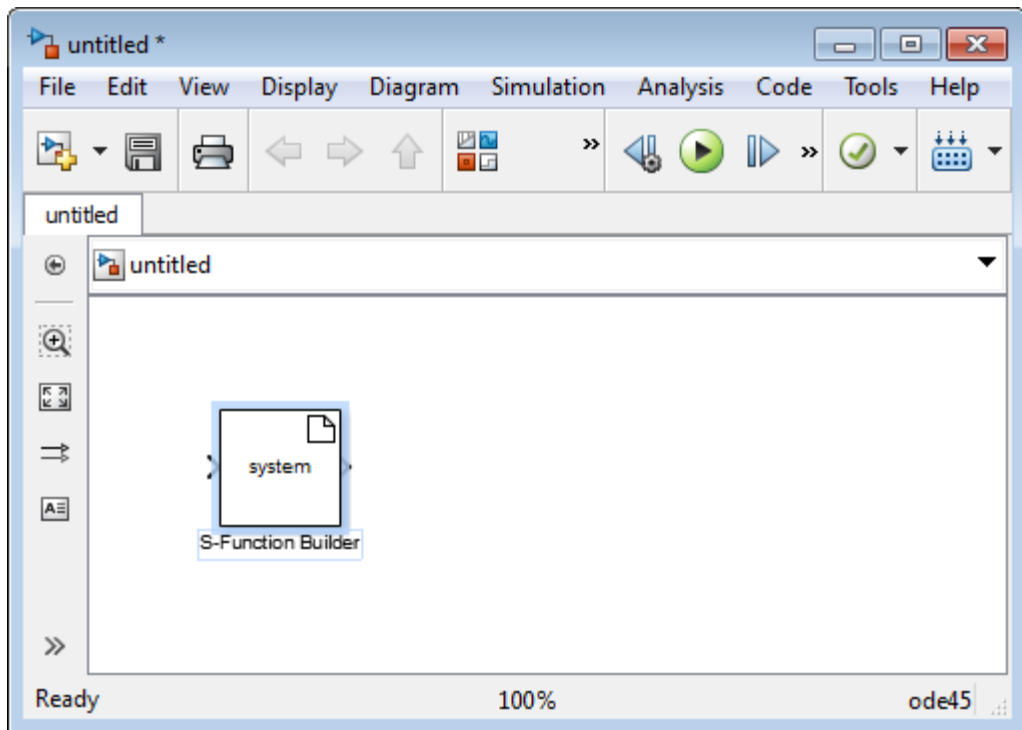 untitled *
File Edit View Display Diagram Simulation Analysis Code Tools Help
untitled
untitled
system
S-Function Builder
Ready 100% ode45